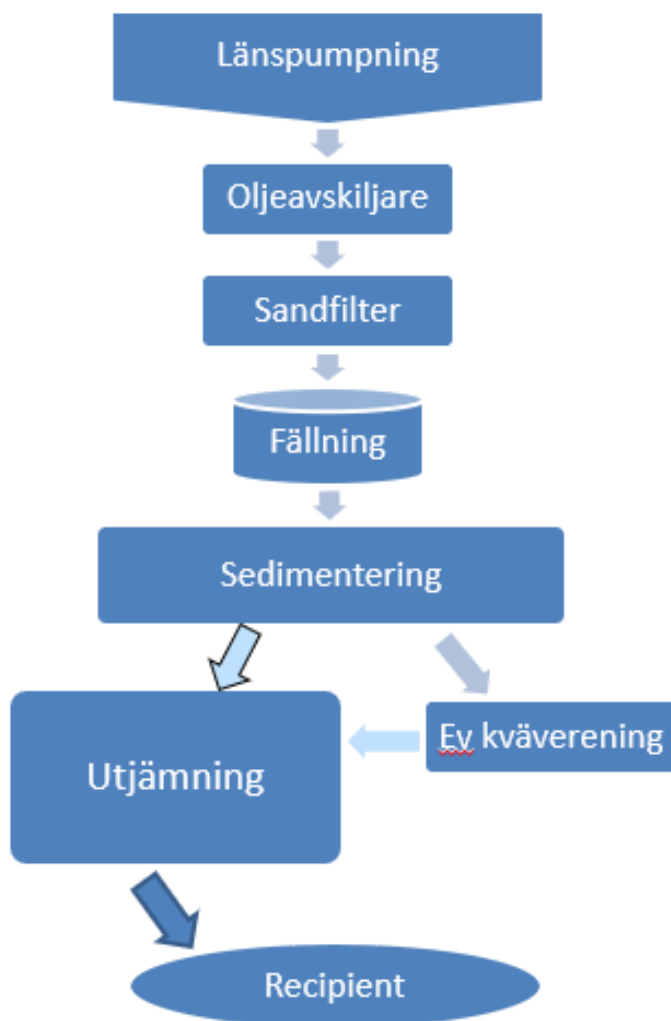 Länspumpning
Oljeavskiljare
Sandfilter
Fällning
Sedimentering
Ev kväverening
Utjämning
Recipient